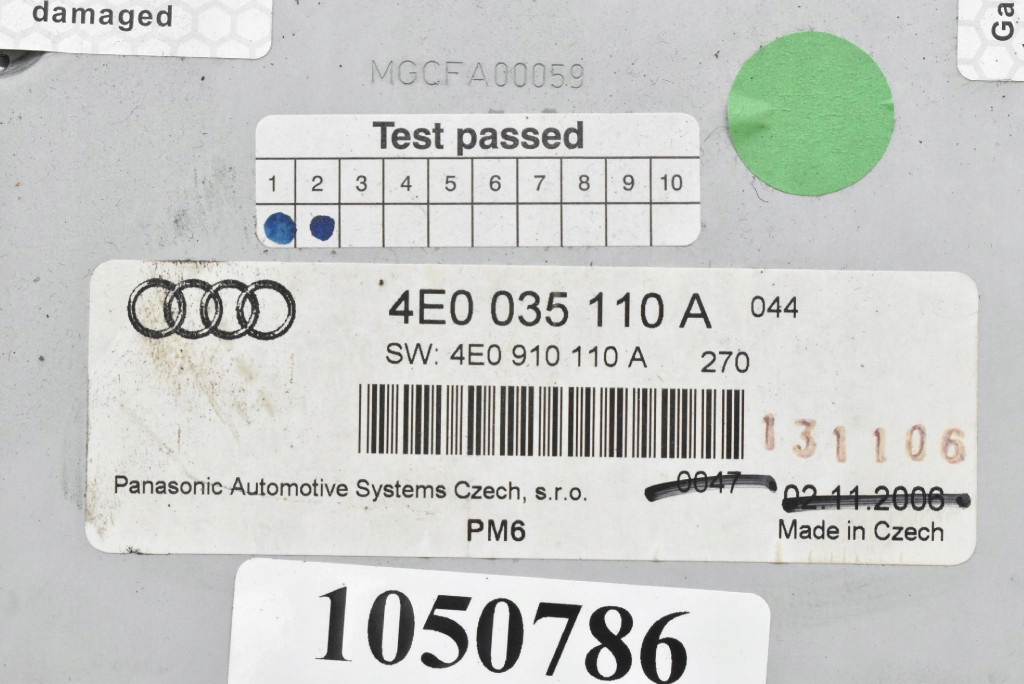 damaged
Ga
MGCFA00059
Test passed
1 2 3 4 5 6 7 8 9 10
4E0 035 110 A 044
SW: 4E0 910 110 A 270
131106
Panasonic Automotive Systems Czech, s.r.o. 0047 02.11.2006
PM6 Made in Czech
1050786